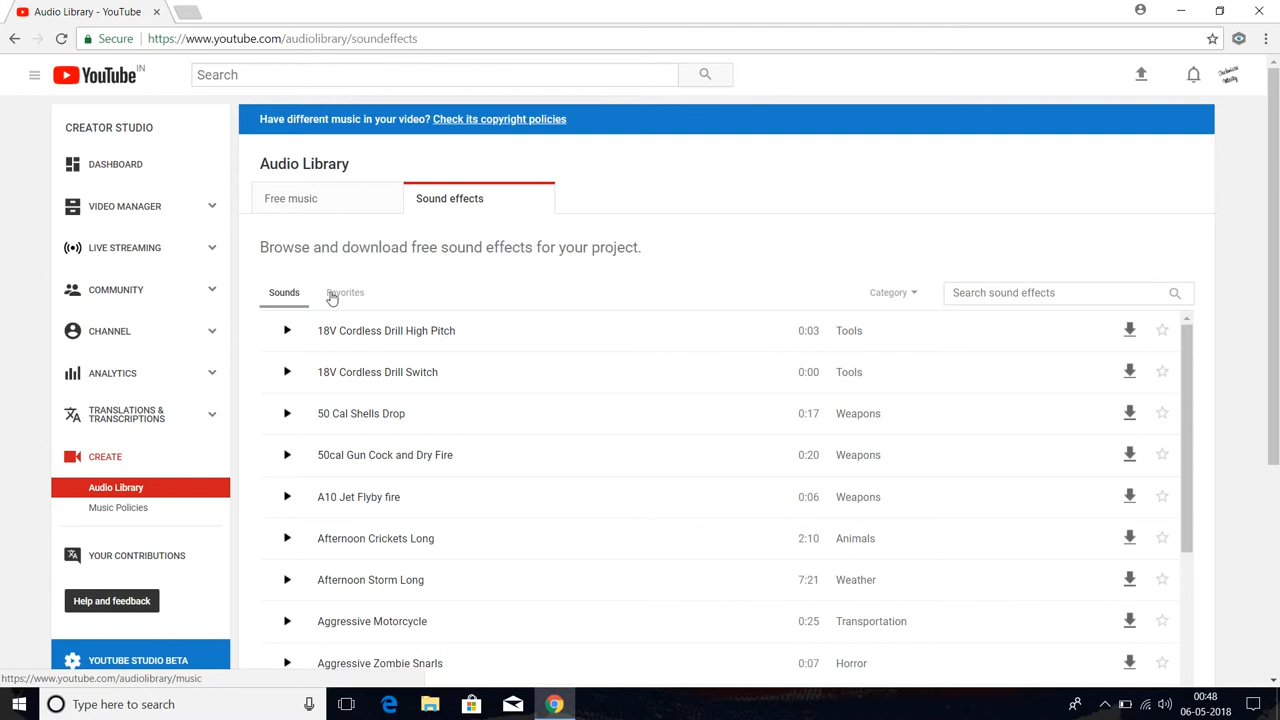 Audio Library - YouTube
Secure
https://www.youtube.com/audiolibrary/soundeffects
YouTube IN
Search
CREATOR STUDIO
DASHBOARD
VIDEO MANAGER
LIVE STREAMING
COMMUNITY
CHANNEL
ANALYTICS
TRANSLATIONS &
TRANSCRIPTIONS
CREATE
Audio Library
Music Policies
YOUR CONTRIBUTIONS
Help and feedback
YOUTUBE STUDIO BETA
Have different music in your video? Check its copyright policies
Audio Library
Free music
Sound effects
Browse and download free sound effects for your project.
Sounds
Favorites
Category
Search sound effects
18V Cordless Drill High Pitch 0:03 Tools
18V Cordless Drill Switch 0:00 Tools
50 Cal Shells Drop 0:17 Weapons
50cal Gun Cock and Dry Fire 0:20 Weapons
A10 Jet Flyby fire 0:06 Weapons
Afternoon Crickets Long 2:10 Animals
Afternoon Storm Long 7:21 Weather
Aggressive Motorcycle 0:25 Transportation
Aggressive Zombie Snarls 0:07 Horror
https://www.youtube.com/audiolibrary/music
Type here to search
00:48
06-05-2018